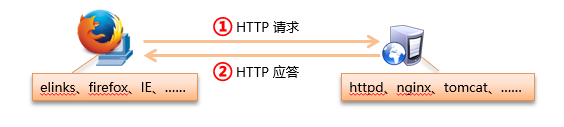 ① HTTP 请求
② HTTP 应答
elinks、firefox、IE、……
httpd、nginx、tomcat、……